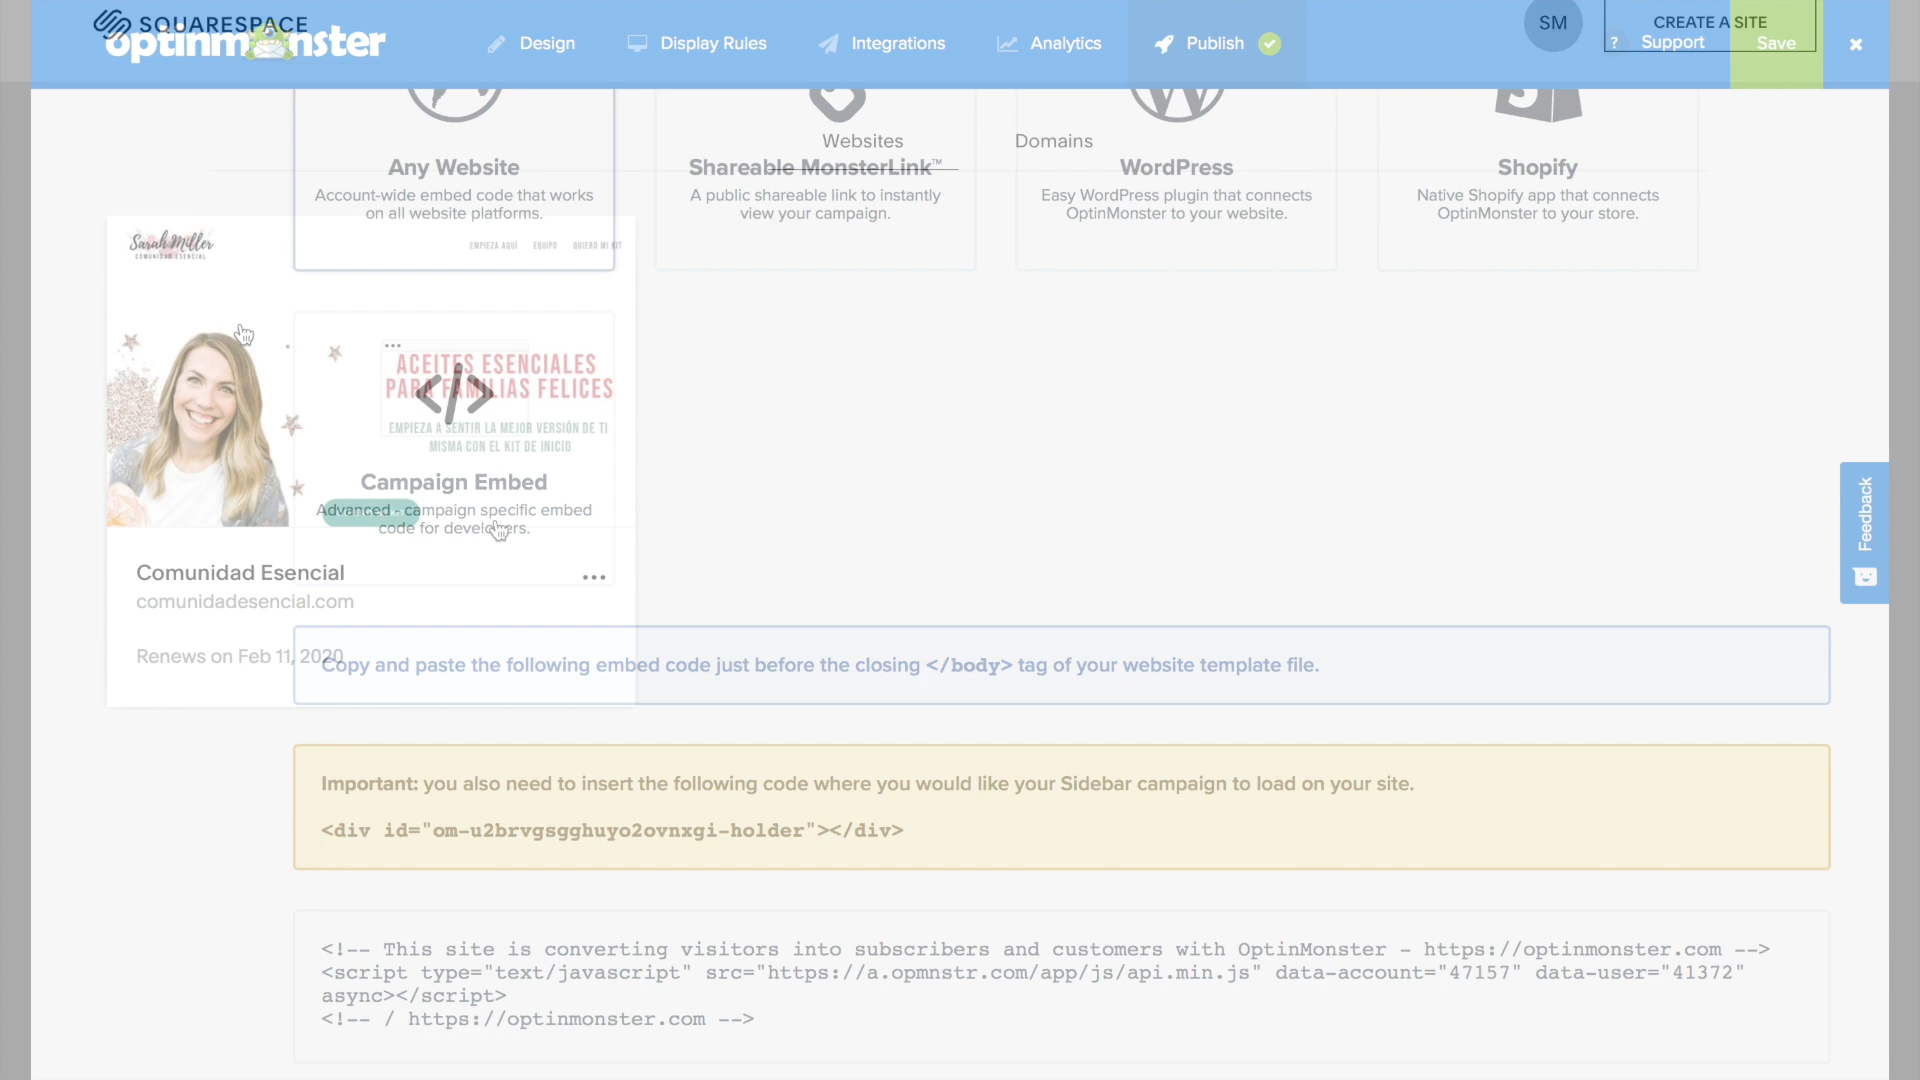 SQUARESPACE
optinmonster
Design
Display Rules
Integrations
Analytics
Publish
SM
CREATE A SITE
? Support
Save
Websites
Domains
Any Website
Account-wide embed code that works
on all website platforms.
Shareable MonsterLink™
A public shareable link to instantly
view your campaign.
WordPress
Easy WordPress plugin that connects
OptinMonster to your website.
Shopify
Native Shopify app that connects
OptinMonster to your store.
Sarah Miller
COMUNIDAD ESENCIAL
EMPIEZA AQUÍ
EQUIPO
QUIERO MI KIT
ACEITES ESENCIALES
PARA FAMILIAS FELICES
EMPIEZA A SENTIR LA MEJOR VERSIÓN DE TI
MISMA CON EL KIT DE INICIO
</>
Campaign Embed
Advanced - campaign specific embed
code for developers.
Feedback
Comunidad Esencial
comunidadesencial.com
Renews on Feb 11, 2020
Copy and paste the following embed code just before the closing </body> tag of your website template file.
Important: you also need to insert the following code where you would like your Sidebar campaign to load on your site.
<div id="om-u2brvgsgghuyo2ovnxgi-holder"></div>
<!-- This site is converting visitors into subscribers and customers with OptinMonster - https://optinmonster.com -->
<script type="text/javascript" src="https://a.opmnstr.com/app/js/api.min.js" data-account="47157" data-user="41372"
async></script>
<!-- / https://optinmonster.com -->